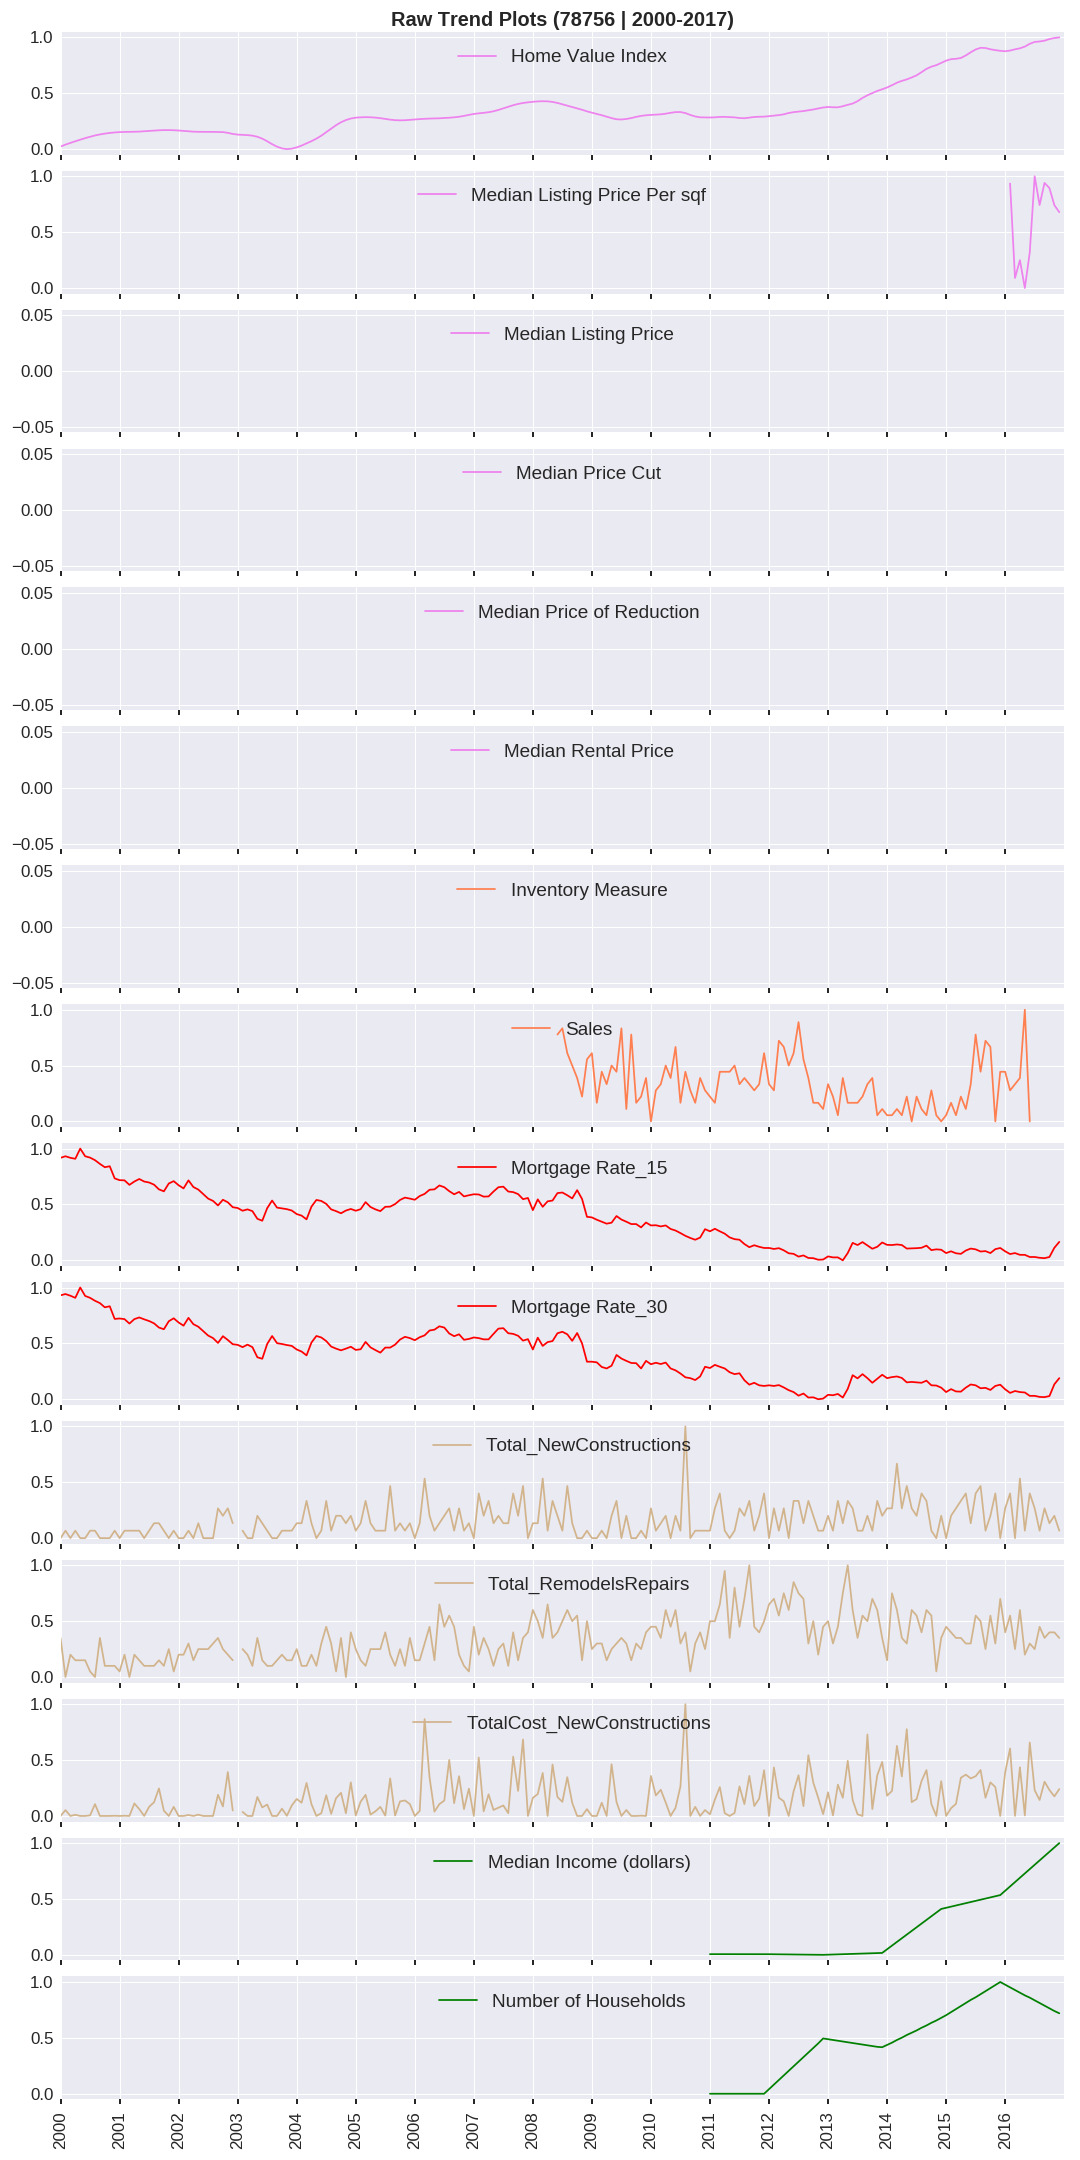 Raw Trend Plots (78756 | 2000-2017)
1.0
Home Value Index
0.5
0.0
1.0
Median Listing Price Per sqf
0.5
0.0
0.05
Median Listing Price
0.00
−0.05
0.05
Median Price Cut
0.00
−0.05
0.05
Median Price of Reduction
0.00
−0.05
0.05
Median Rental Price
0.00
−0.05
0.05
Inventory Measure
0.00
−0.05
1.0
Sales
0.5
0.0
1.0
Mortgage Rate_15
0.5
0.0
1.0
Mortgage Rate_30
0.5
0.0
1.0
Total_NewConstructions
0.5
0.0
1.0
Total_RemodelsRepairs
0.5
0.0
1.0
TotalCost_NewConstructions
0.5
0.0
1.0
Median Income (dollars)
0.5
0.0
1.0
Number of Households
0.5
0.0
2000 2001 2002 2003 2004 2005 2006 2007 2008 2009 2010 2011 2012 2013 2014 2015 2016